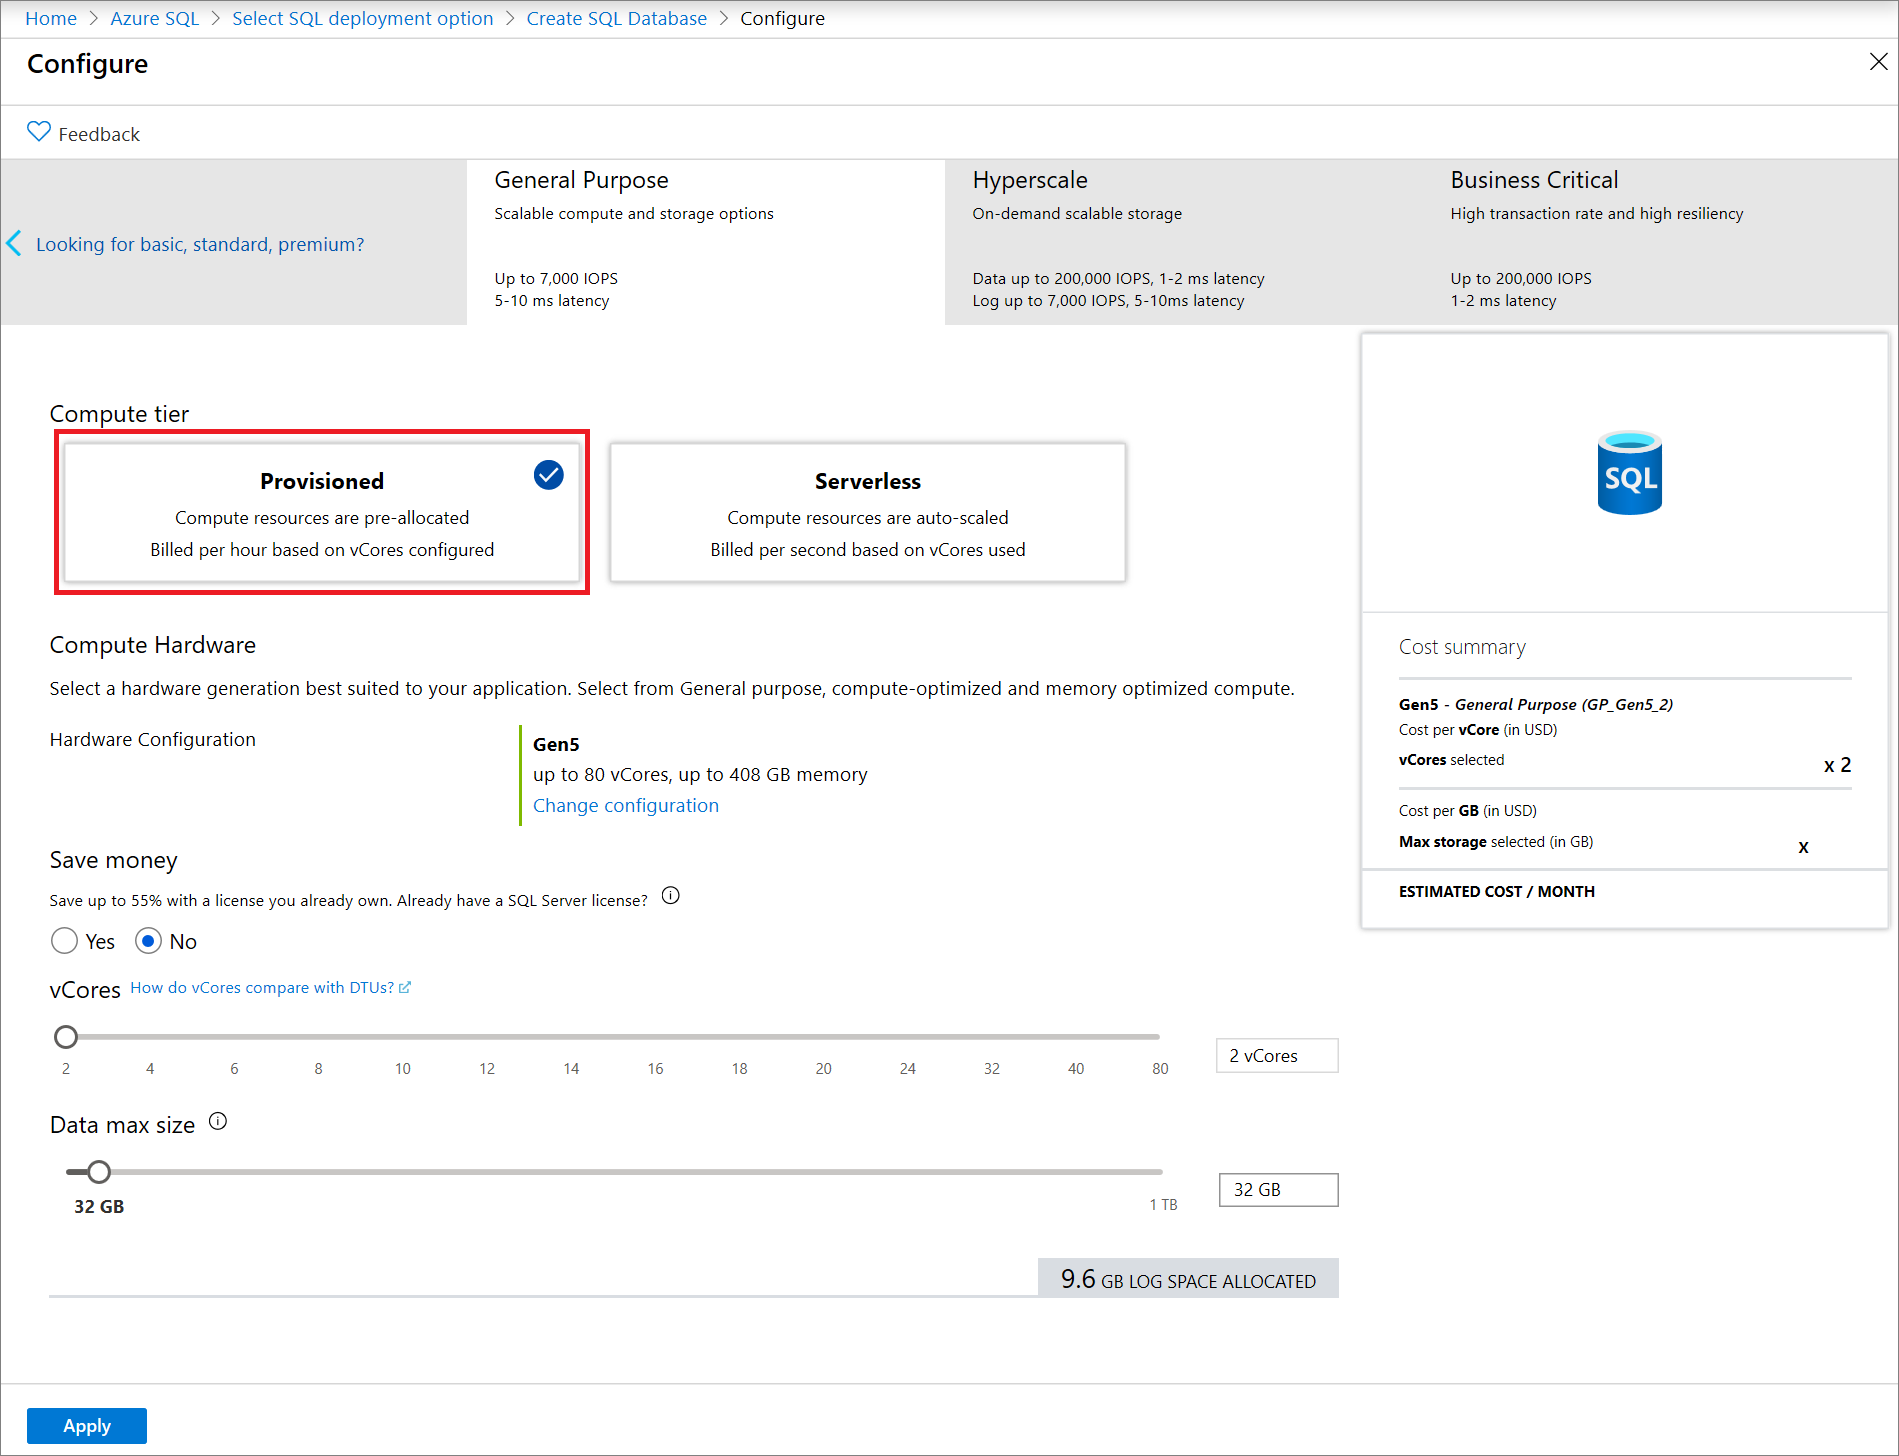 Home > Azure SQL > Select SQL deployment option > Create SQL Database > Configure
Configure
Feedback
Looking for basic, standard, premium?
General Purpose
Scalable compute and storage options
Up to 7,000 IOPS
5-10 ms latency
Hyperscale
On-demand scalable storage
Data up to 200,000 IOPS, 1-2 ms latency
Log up to 7,000 IOPS, 5-10ms latency
Business Critical
High transaction rate and high resiliency
Up to 200,000 IOPS
1-2 ms latency
Compute tier
Provisioned
Compute resources are pre-allocated
Billed per hour based on vCores configured
Serverless
Compute resources are auto-scaled
Billed per second based on vCores used
Compute Hardware
Select a hardware generation best suited to your application. Select from General purpose, compute-optimized and memory optimized compute.
Hardware Configuration
Gen5
up to 80 vCores, up to 408 GB memory
Change configuration
Save money
Save up to 55% with a license you already own. Already have a SQL Server license?
Yes No
vCores How do vCores compare with DTUs?
2 4 6 8 10 12 14 16 18 20 24 32 40 80
2 vCores
Data max size
32 GB
1 TB
32 GB
9.6 GB LOG SPACE ALLOCATED
SQL
Cost summary
Gen5 - General Purpose (GP_Gen5_2)
Cost per vCore (in USD)
vCores selected x 2
Cost per GB (in USD)
Max storage selected (in GB) x
ESTIMATED COST / MONTH
Apply